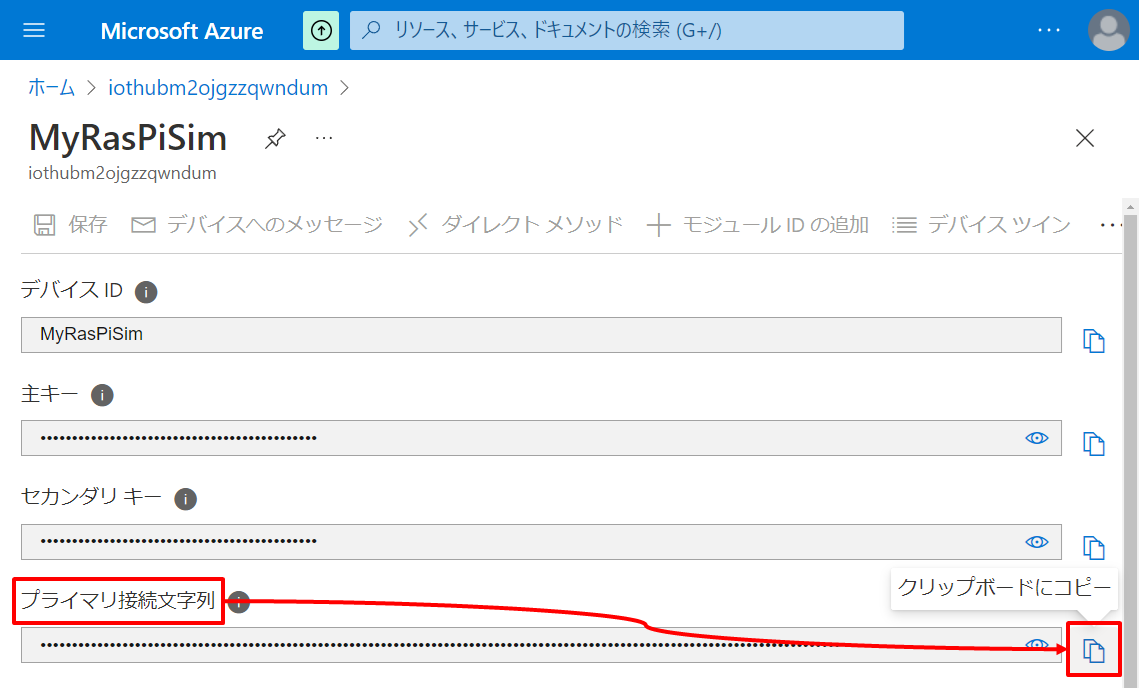 Microsoft Azure
リソース、サービス、ドキュメントの検索 (G+/)
ホーム > iothubm2ojgzzqwndum >
MyRasPiSim
iothubm2ojgzzqwndum
保存 デバイスへのメッセージ ダイレクト メソッド モジュール ID の追加 デバイス ツイン
デバイス ID
MyRasPiSim
主キー
セカンダリ キー
クリップボードにコピー
プライマリ接続文字列